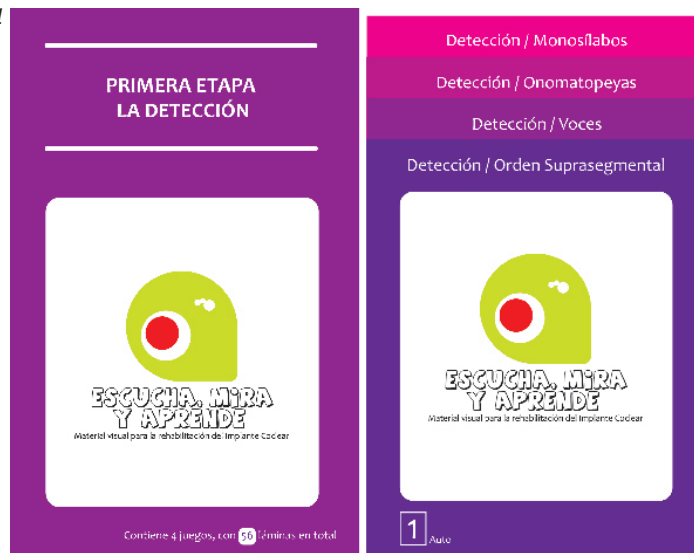 PRIMERA ETAPA
LA DETECCIÓN
ESCUCHA, MiRA
Y APRENDE
Material visual para la rehabilitación del Implante Coclear
Contiene 4 juegos, con 56 láminas en total
Detección / Monosílabos
Detección / Onomatopeyas
Detección / Voces
Detección / Orden Suprasegmental
ESCUCHA, MiRA
Y APRENDE
Material visual para la rehabilitación del Implante Coclear
1 Auto